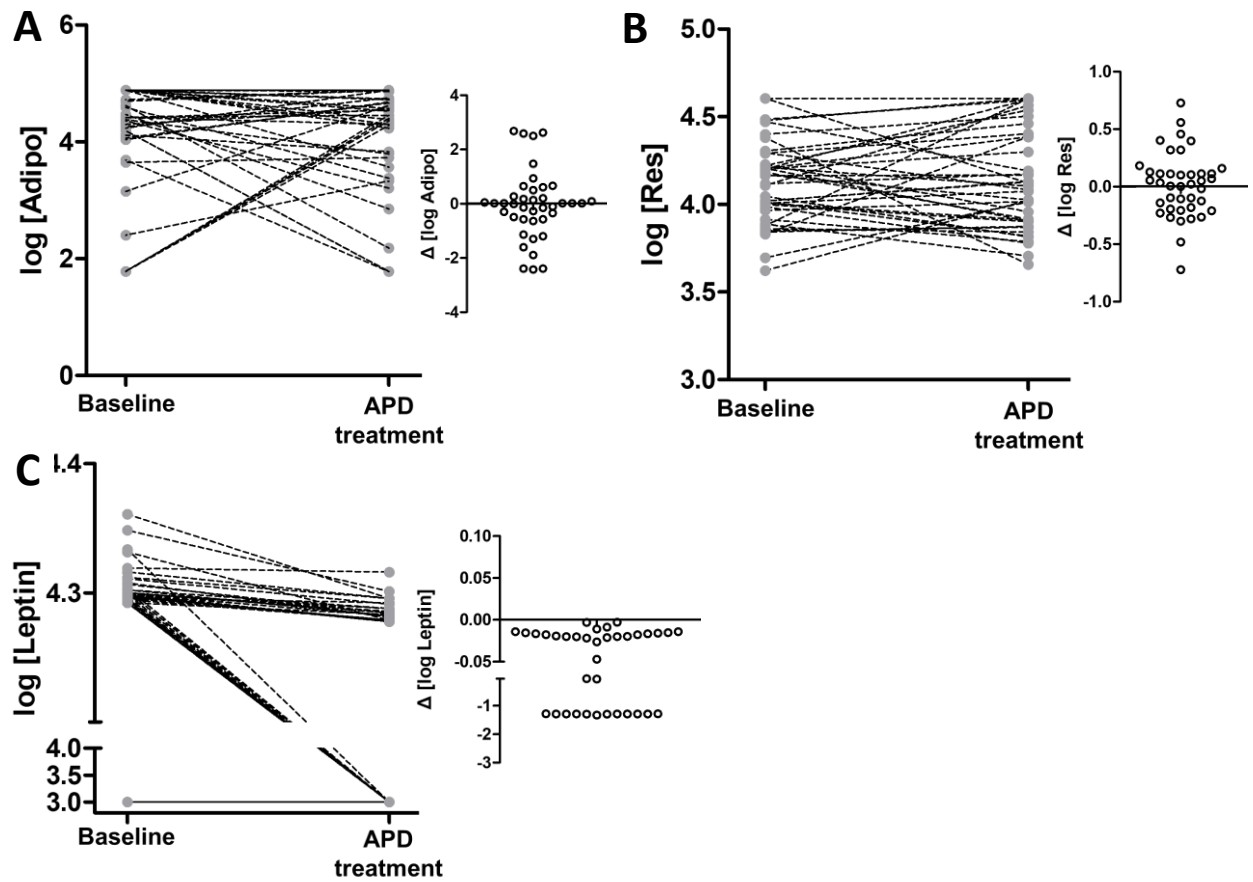 A
log [Adipo]
6
4
2
0
Baseline
APD
treatment
Δ [log Adipo]
4
2
0
-2
-4
B
log [Res]
5.0
4.5
4.0
3.5
3.0
Baseline
APD
treatment
Δ [log Res]
1.0
0.5
0.0
-0.5
-1.0
C
log [Leptin]
.4
4.3
4.0
3.5
3.0
Baseline
APD
treatment
Δ [log Leptin]
0.10
0.05
0.00
-0.05
-1
-2
-3